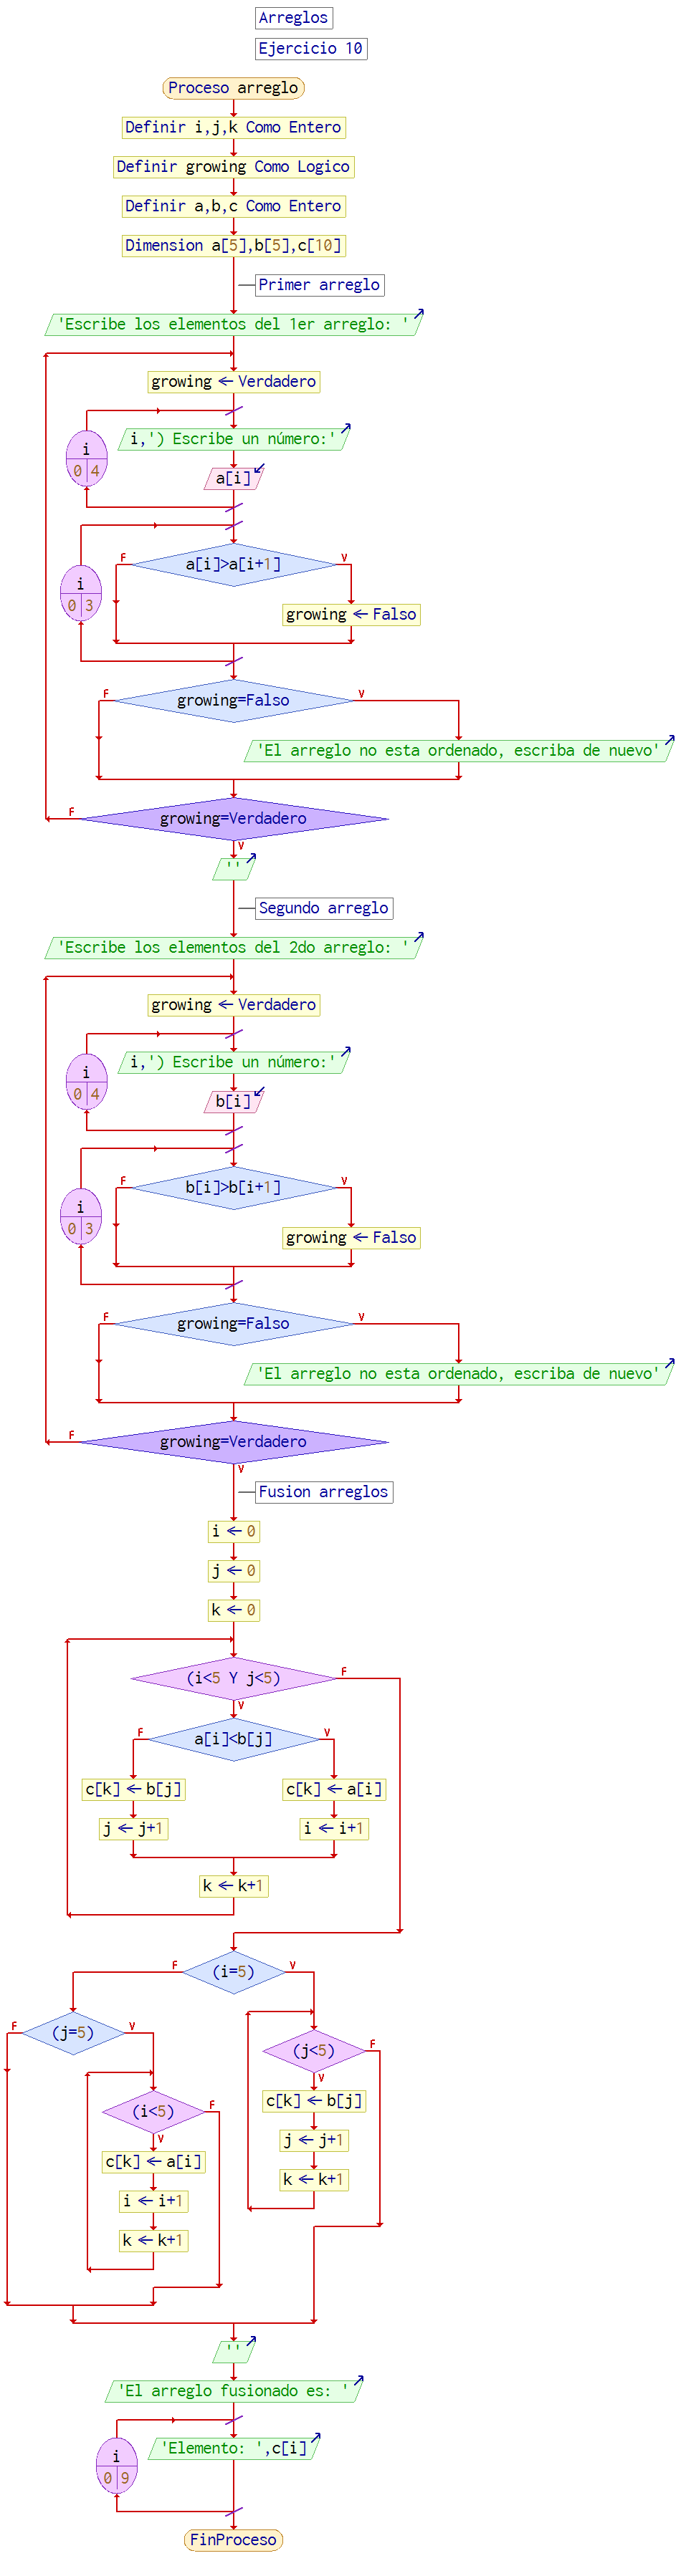 Arreglos
Ejercicio 10
Proceso arreglo
Definir i,j,k Como Entero
Definir growing Como Logico
Definir a,b,c Como Entero
Dimension a[5],b[5],c[10]
Primer arreglo
'Escribe los elementos del 1er arreglo: '
growing ← Verdadero
i,') Escribe un número:'
i
0 4
a[i]
F a[i]>a[i+1] V
i
0 3
growing ← Falso
F growing=Falso V
'El arreglo no esta ordenado, escriba de nuevo'
F growing=Verdadero
V
''
Segundo arreglo
'Escribe los elementos del 2do arreglo: '
growing ← Verdadero
i,') Escribe un número:'
i
0 4
b[i]
F b[i]>b[i+1] V
i
0 3
growing ← Falso
F growing=Falso V
'El arreglo no esta ordenado, escriba de nuevo'
F growing=Verdadero
V
Fusion arreglos
i ← 0
j ← 0
k ← 0
(i<5 Y j<5) F
V
F a[i]<b[j] V
c[k] ← b[j] c[k] ← a[i]
j ← j+1 i ← i+1
k ← k+1
F (i=5) V
F (j=5) V
(j<5) F
V
c[k] ← b[j]
(i<5) F
V
j ← j+1
c[k] ← a[i]
k ← k+1
i ← i+1
k ← k+1
''
'El arreglo fusionado es: '
'Elemento: ',c[i]
i
0 9
FinProceso